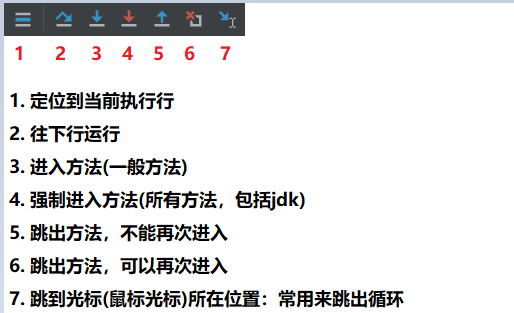 1 2 3 4 5 6 7
1. 定位到当前执行行
2. 往下行运行
3. 进入方法(一般方法)
4. 强制进入方法(所有方法，包括jdk)
5. 跳出方法，不能再次进入
6. 跳出方法，可以再次进入
7. 跳到光标(鼠标光标)所在位置：常用来跳出循环